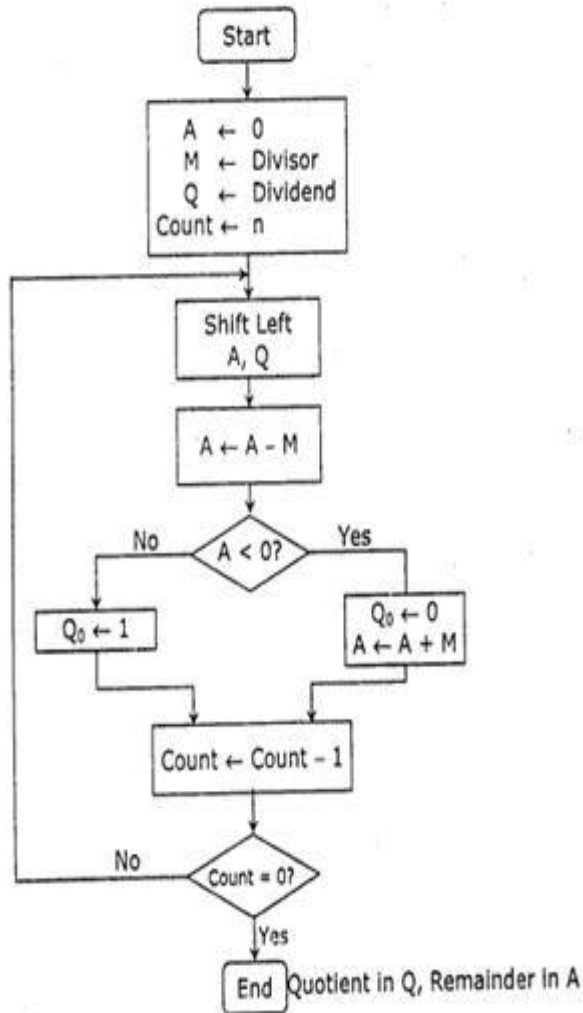 Start
A ← 0
M ← Divisor
Q ← Dividend
Count ← n
Shift Left
A, Q
A ← A – M
A < 0?
No
Yes
Q₀ ← 1
Q₀ ← 0
A ← A + M
Count ← Count – 1
Count = 0?
No
Yes
End
Quotient in Q, Remainder in A